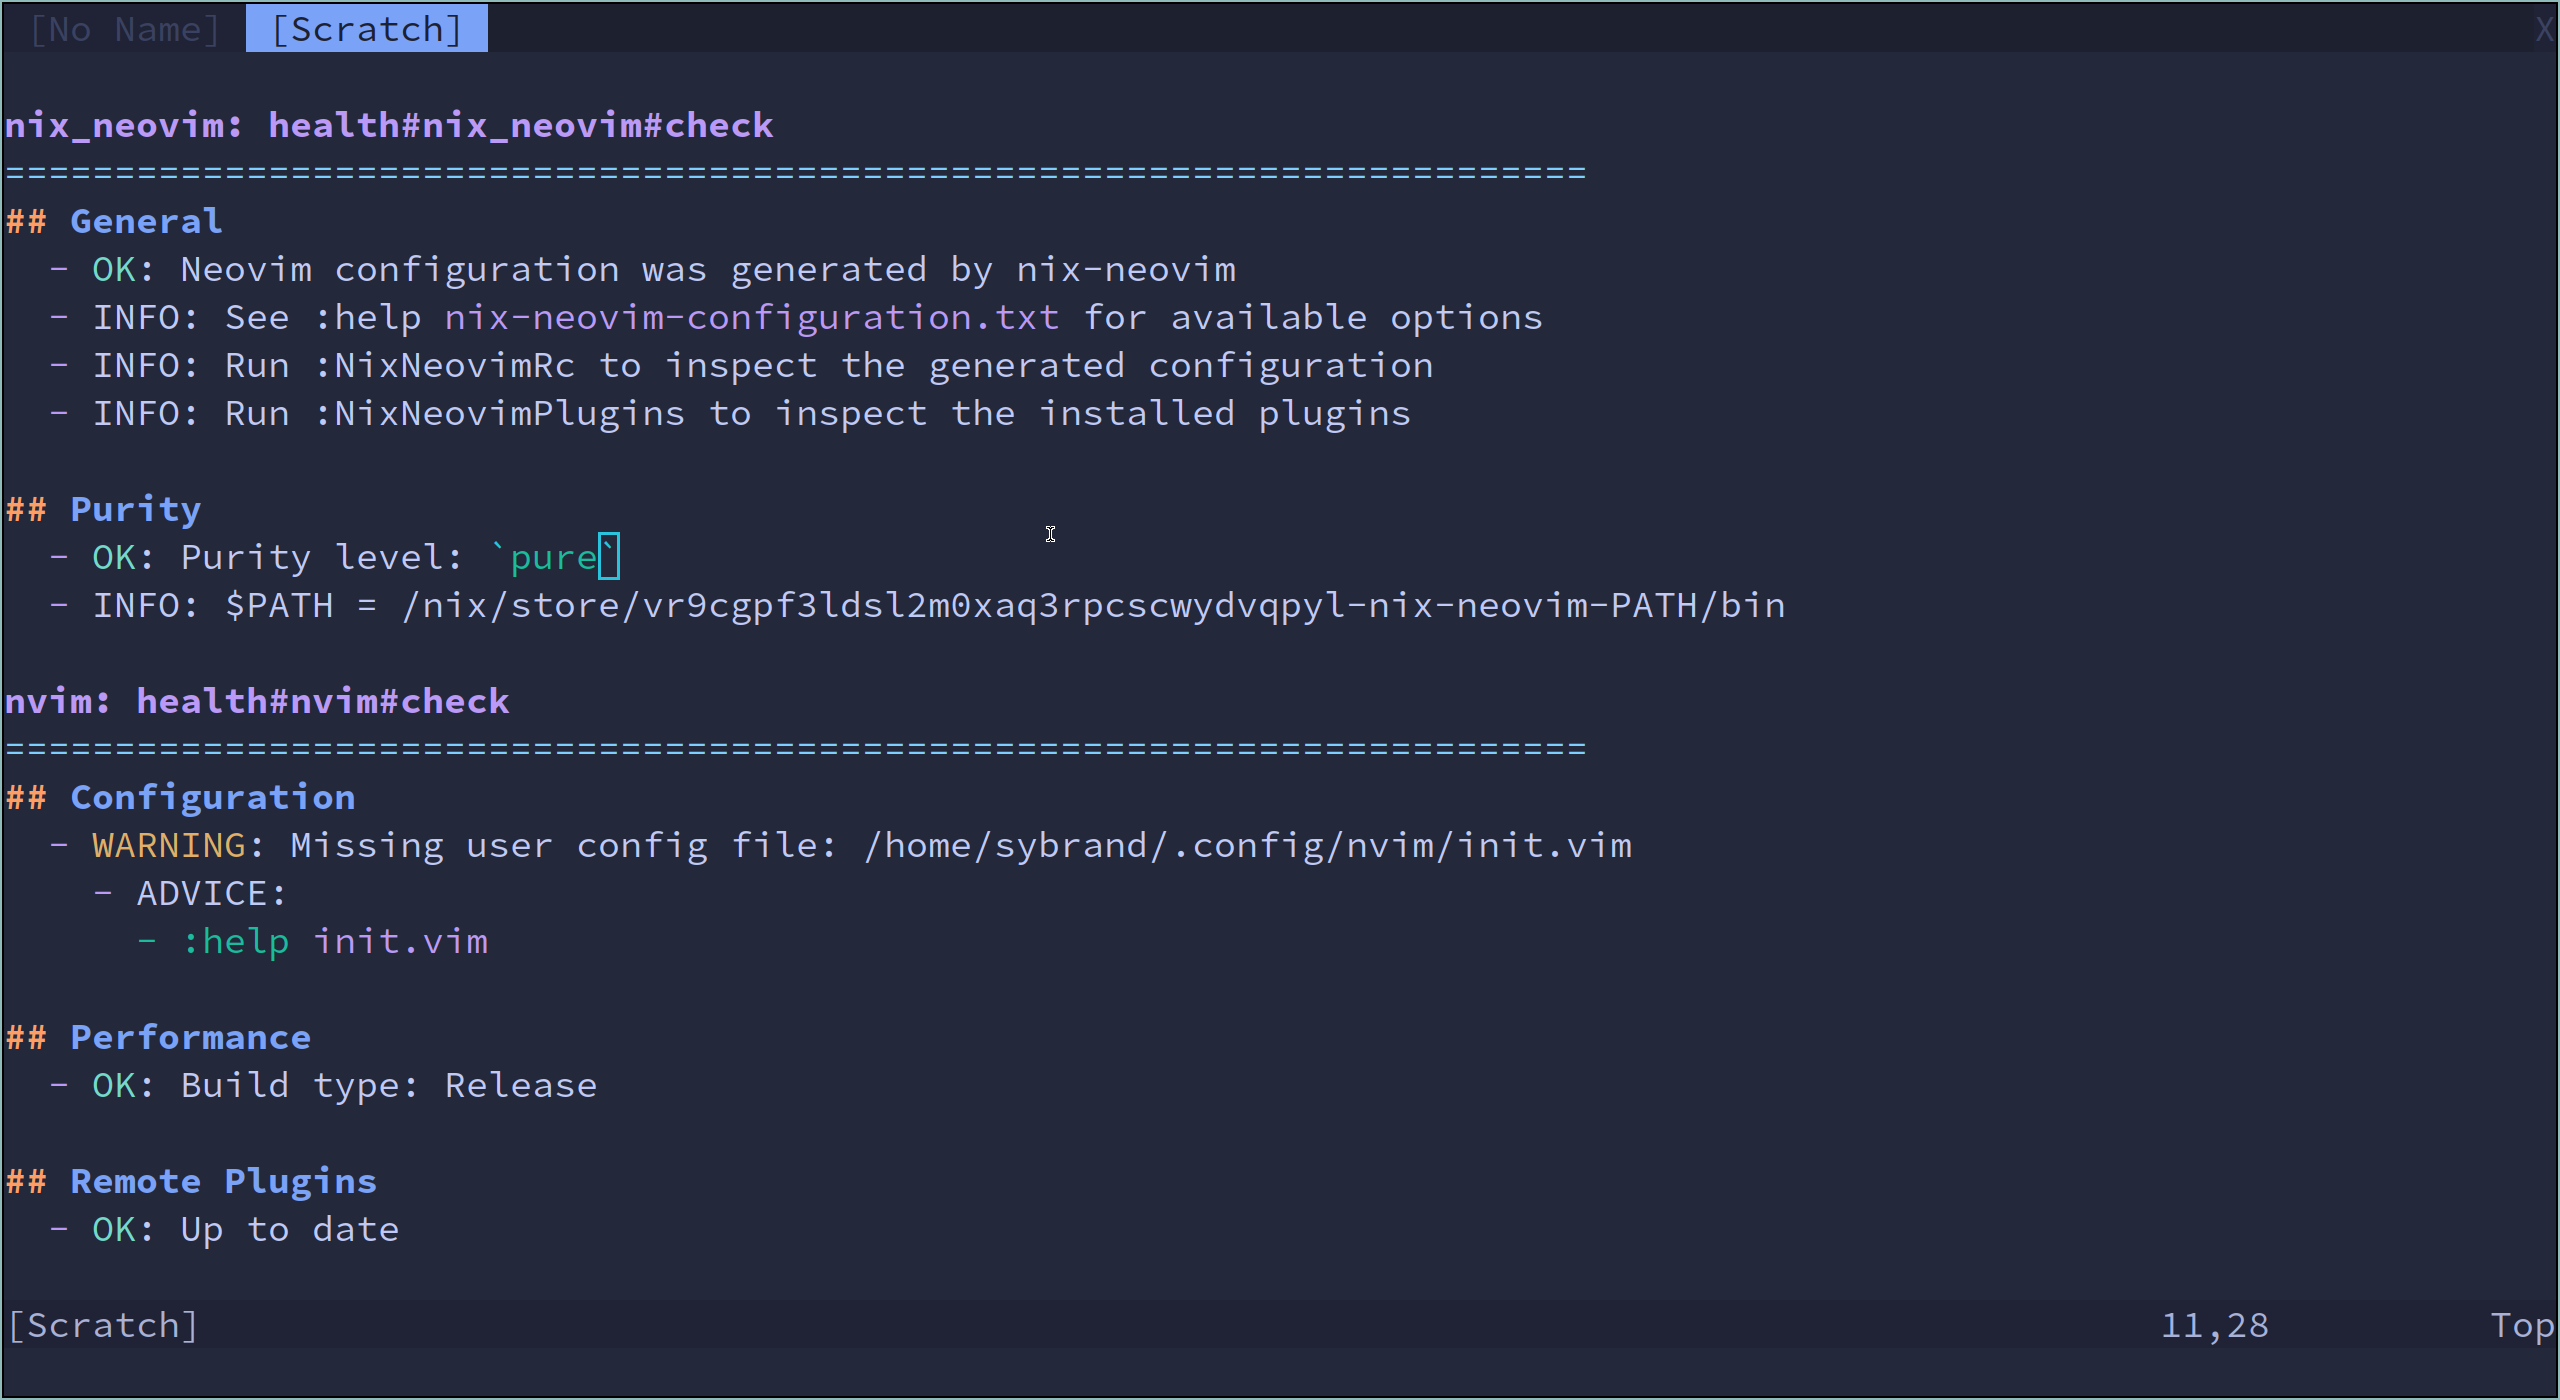 [No Name] [Scratch] X
nix_neovim: health#nix_neovim#check
========================================================================
## General
  - OK: Neovim configuration was generated by nix-neovim
  - INFO: See :help nix-neovim-configuration.txt for available options
  - INFO: Run :NixNeovimRc to inspect the generated configuration
  - INFO: Run :NixNeovimPlugins to inspect the installed plugins
## Purity
  - OK: Purity level: `pure`
  - INFO: $PATH = /nix/store/vr9cgpf3ldsl2m0xaq3rpcscwydvqpyl-nix-neovim-PATH/bin
nvim: health#nvim#check
========================================================================
## Configuration
  - WARNING: Missing user config file: /home/sybrand/.config/nvim/init.vim
    - ADVICE:
      - :help init.vim
## Performance
  - OK: Build type: Release
## Remote Plugins
  - OK: Up to date
[Scratch] 11,28 Top